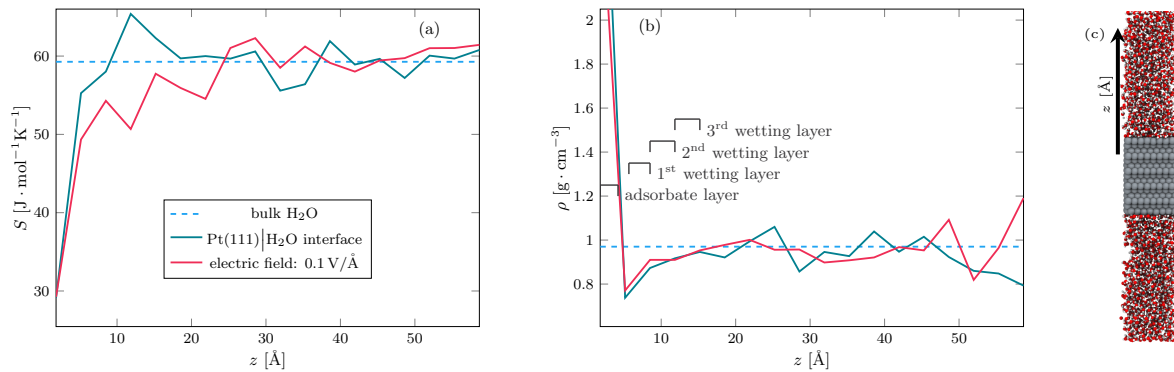 (a)
60
50
40
30
S [J · mol⁻¹K⁻¹]
bulk H₂O
Pt(111)|H₂O interface
electric field: 0.1 V/Å
10
20
30
40
50
z [Å]
(b)
2
1.8
1.6
1.4
1.2
1
0.8
ρ [g · cm⁻³]
3ʳᵈ wetting layer
2ⁿᵈ wetting layer
1ˢᵗ wetting layer
adsorbate layer
10
20
30
40
50
z [Å]
(c)
z [Å]